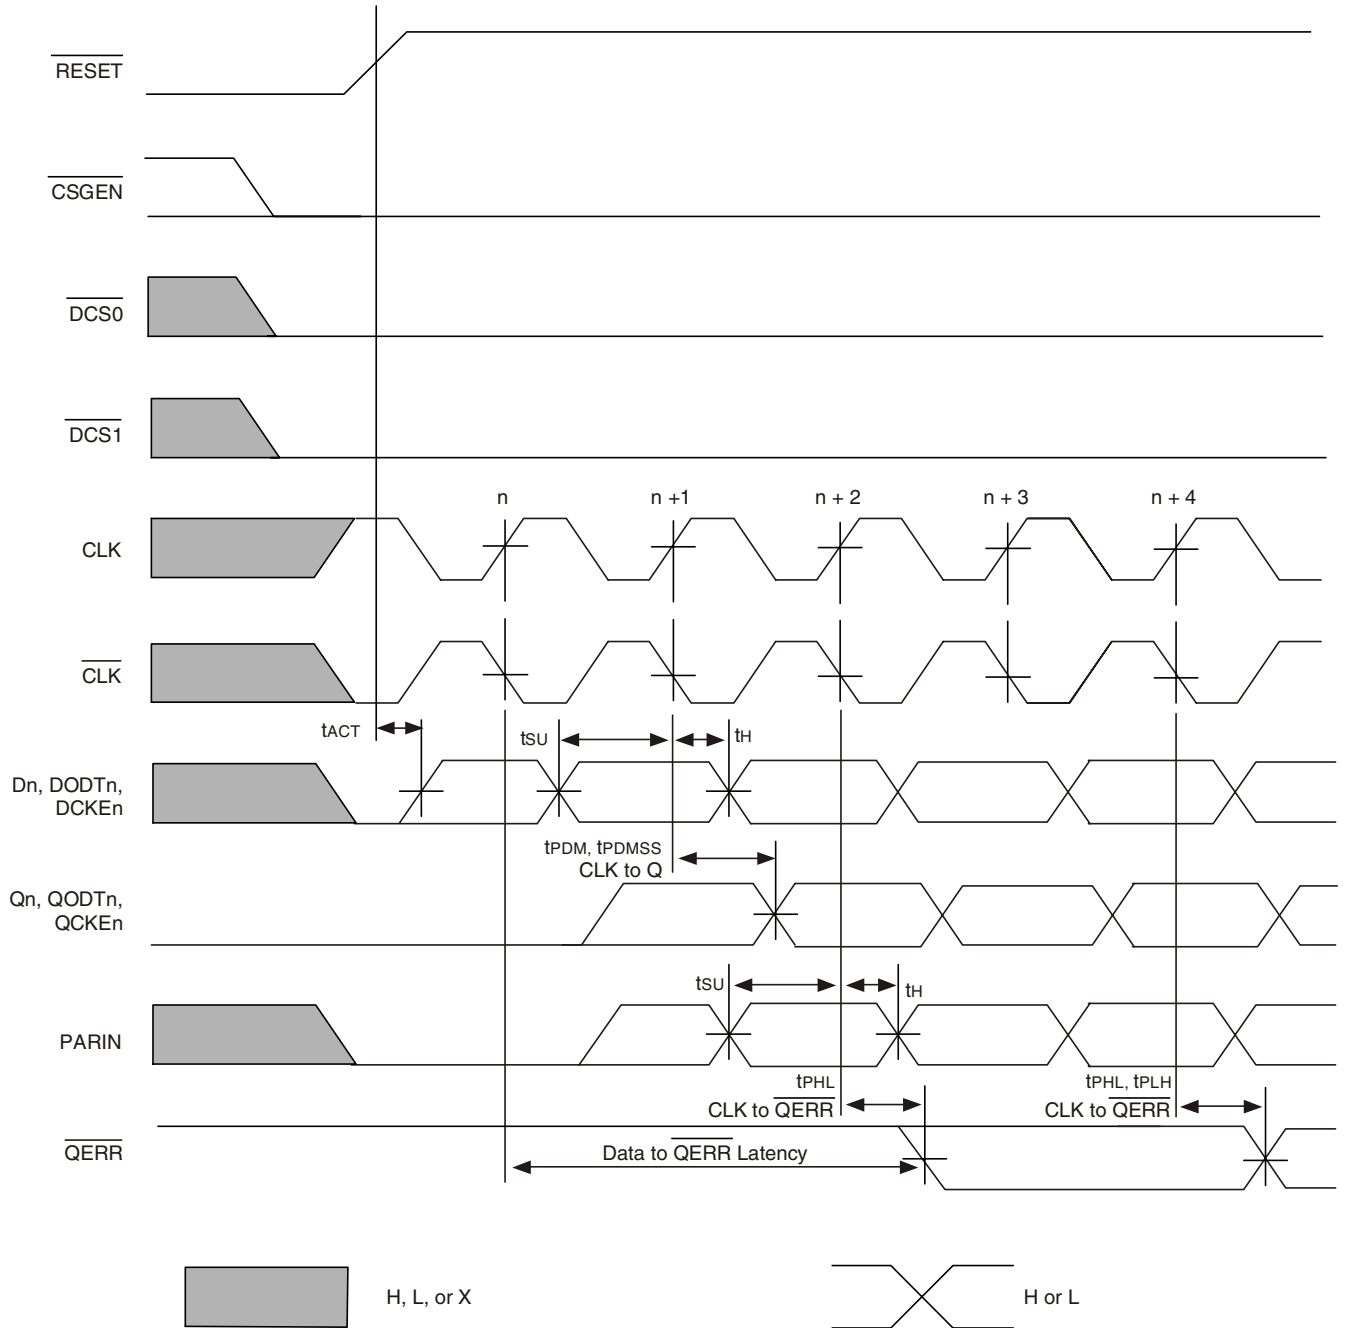 RESET
CSGEN
DCS0
DCS1
n n +1 n + 2 n + 3 n + 4
CLK
CLK
tACT tSU tH
Dn, DODTn,
DCKEn
tPDM, tPDMSS
CLK to Q
Qn, QODTn,
QCKEn
tSU tH
PARIN
tPHL
CLK to QERR
tPHL, tPLH
CLK to QERR
QERR
Data to QERR Latency
H, L, or X
H or L